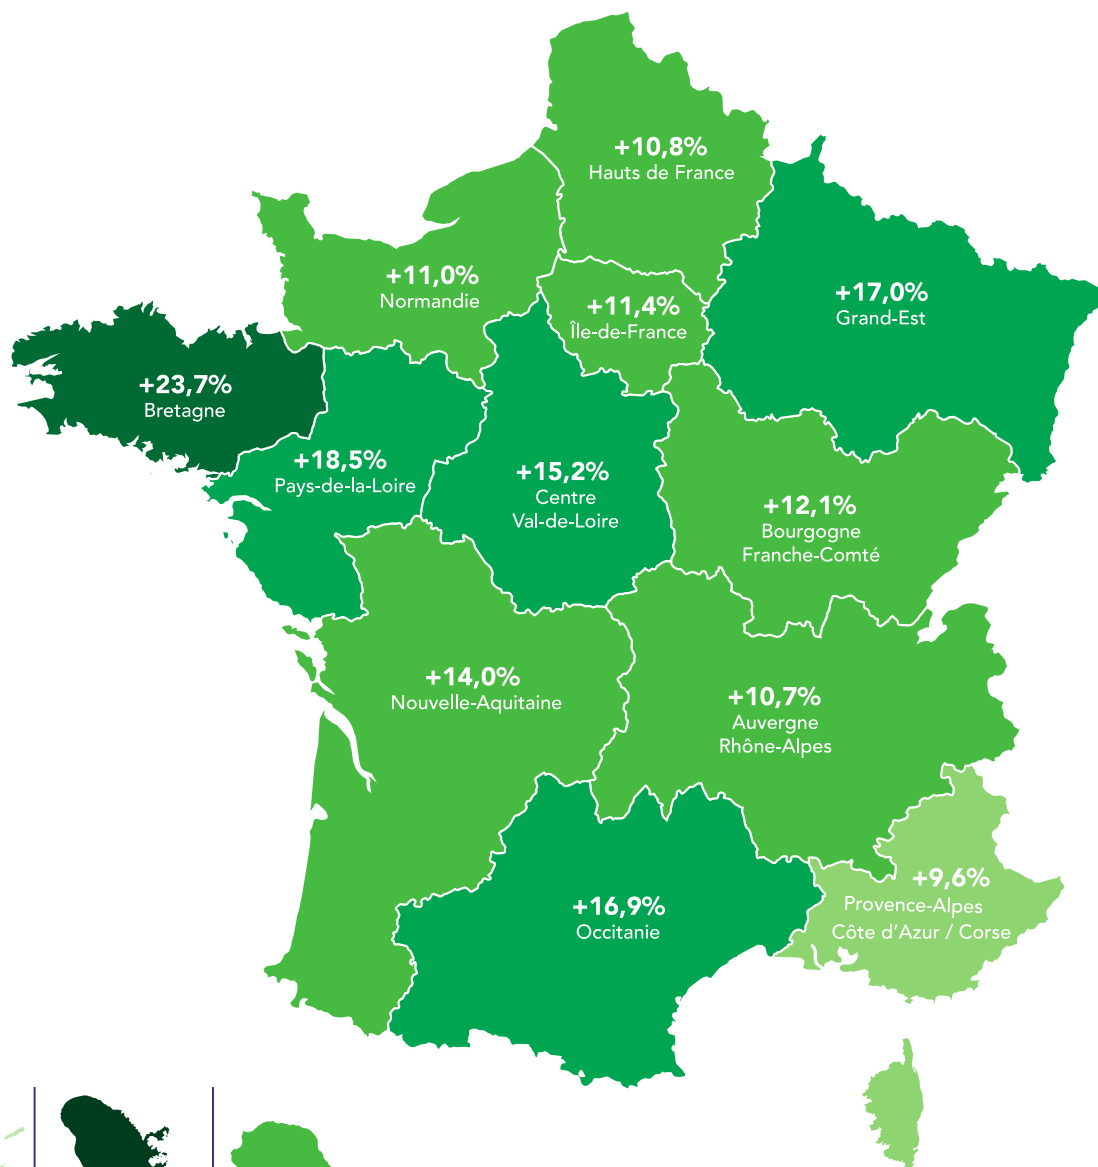 +10,8%
Hauts de France
+11,0%
Normandie
+11,4%
Île-de-France
+17,0%
Grand-Est
+23,7%
Bretagne
+18,5%
Pays-de-la-Loire
+15,2%
Centre
Val-de-Loire
+12,1%
Bourgogne
Franche-Comté
+14,0%
Nouvelle-Aquitaine
+10,7%
Auvergne
Rhône-Alpes
+16,9%
Occitanie
+9,6%
Provence-Alpes
Côte d'Azur / Corse